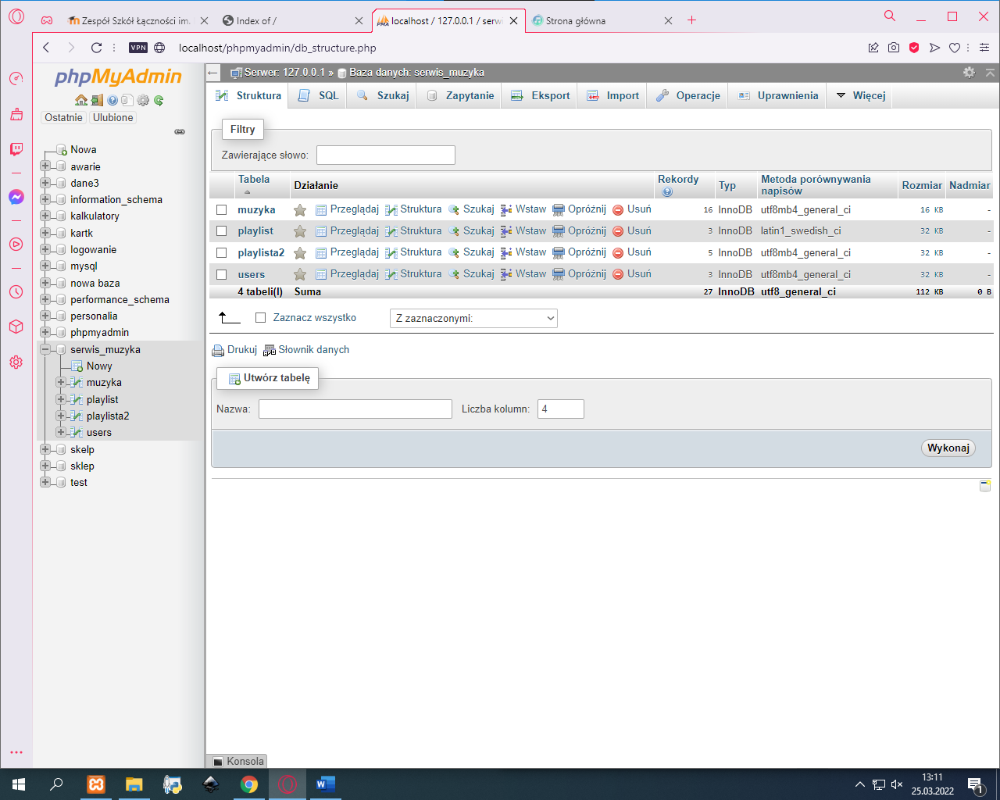 Zespół Szkół Łączności im.
Index of /
localhost / 127.0.0.1 / serwi
Strona główna
VPN
localhost/phpmyadmin/db_structure.php
phpMyAdmin
Ostatnie
Ulubione
Nowa
awarie
dane3
information_schema
kalkulatory
kartk
logowanie
mysql
nowa baza
performance_schema
personalia
phpmyadmin
serwis_muzyka
Nowy
muzyka
playlist
playlista2
users
skelp
sklep
test
Serwer: 127.0.0.1 » Baza danych: serwis_muzyka
Struktura SQL Szukaj Zapytanie Eksport Import Operacje Uprawnienia Więcej
Filtry
Zawierające słowo:
Tabela Działanie Rekordy Typ Metoda porównywania napisów Rozmiar Nadmiar
muzyka Przeglądaj Struktura Szukaj Wstaw Opróżnij Usuń 16 InnoDB utf8mb4_general_ci 16 KB -
playlist Przeglądaj Struktura Szukaj Wstaw Opróżnij Usuń 3 InnoDB latin1_swedish_ci 32 KB -
playlista2 Przeglądaj Struktura Szukaj Wstaw Opróżnij Usuń 5 InnoDB utf8mb4_general_ci 32 KB -
users Przeglądaj Struktura Szukaj Wstaw Opróżnij Usuń 3 InnoDB utf8mb4_general_ci 32 KB -
4 tabeli(l) Suma 27 InnoDB utf8_general_ci 112 KB 0 B
Zaznacz wszystko Z zaznaczonymi:
Drukuj Słownik danych
Utwórz tabelę
Nazwa: Liczba kolumn: 4
Wykonaj
Konsola
13:11
25.03.2022
1